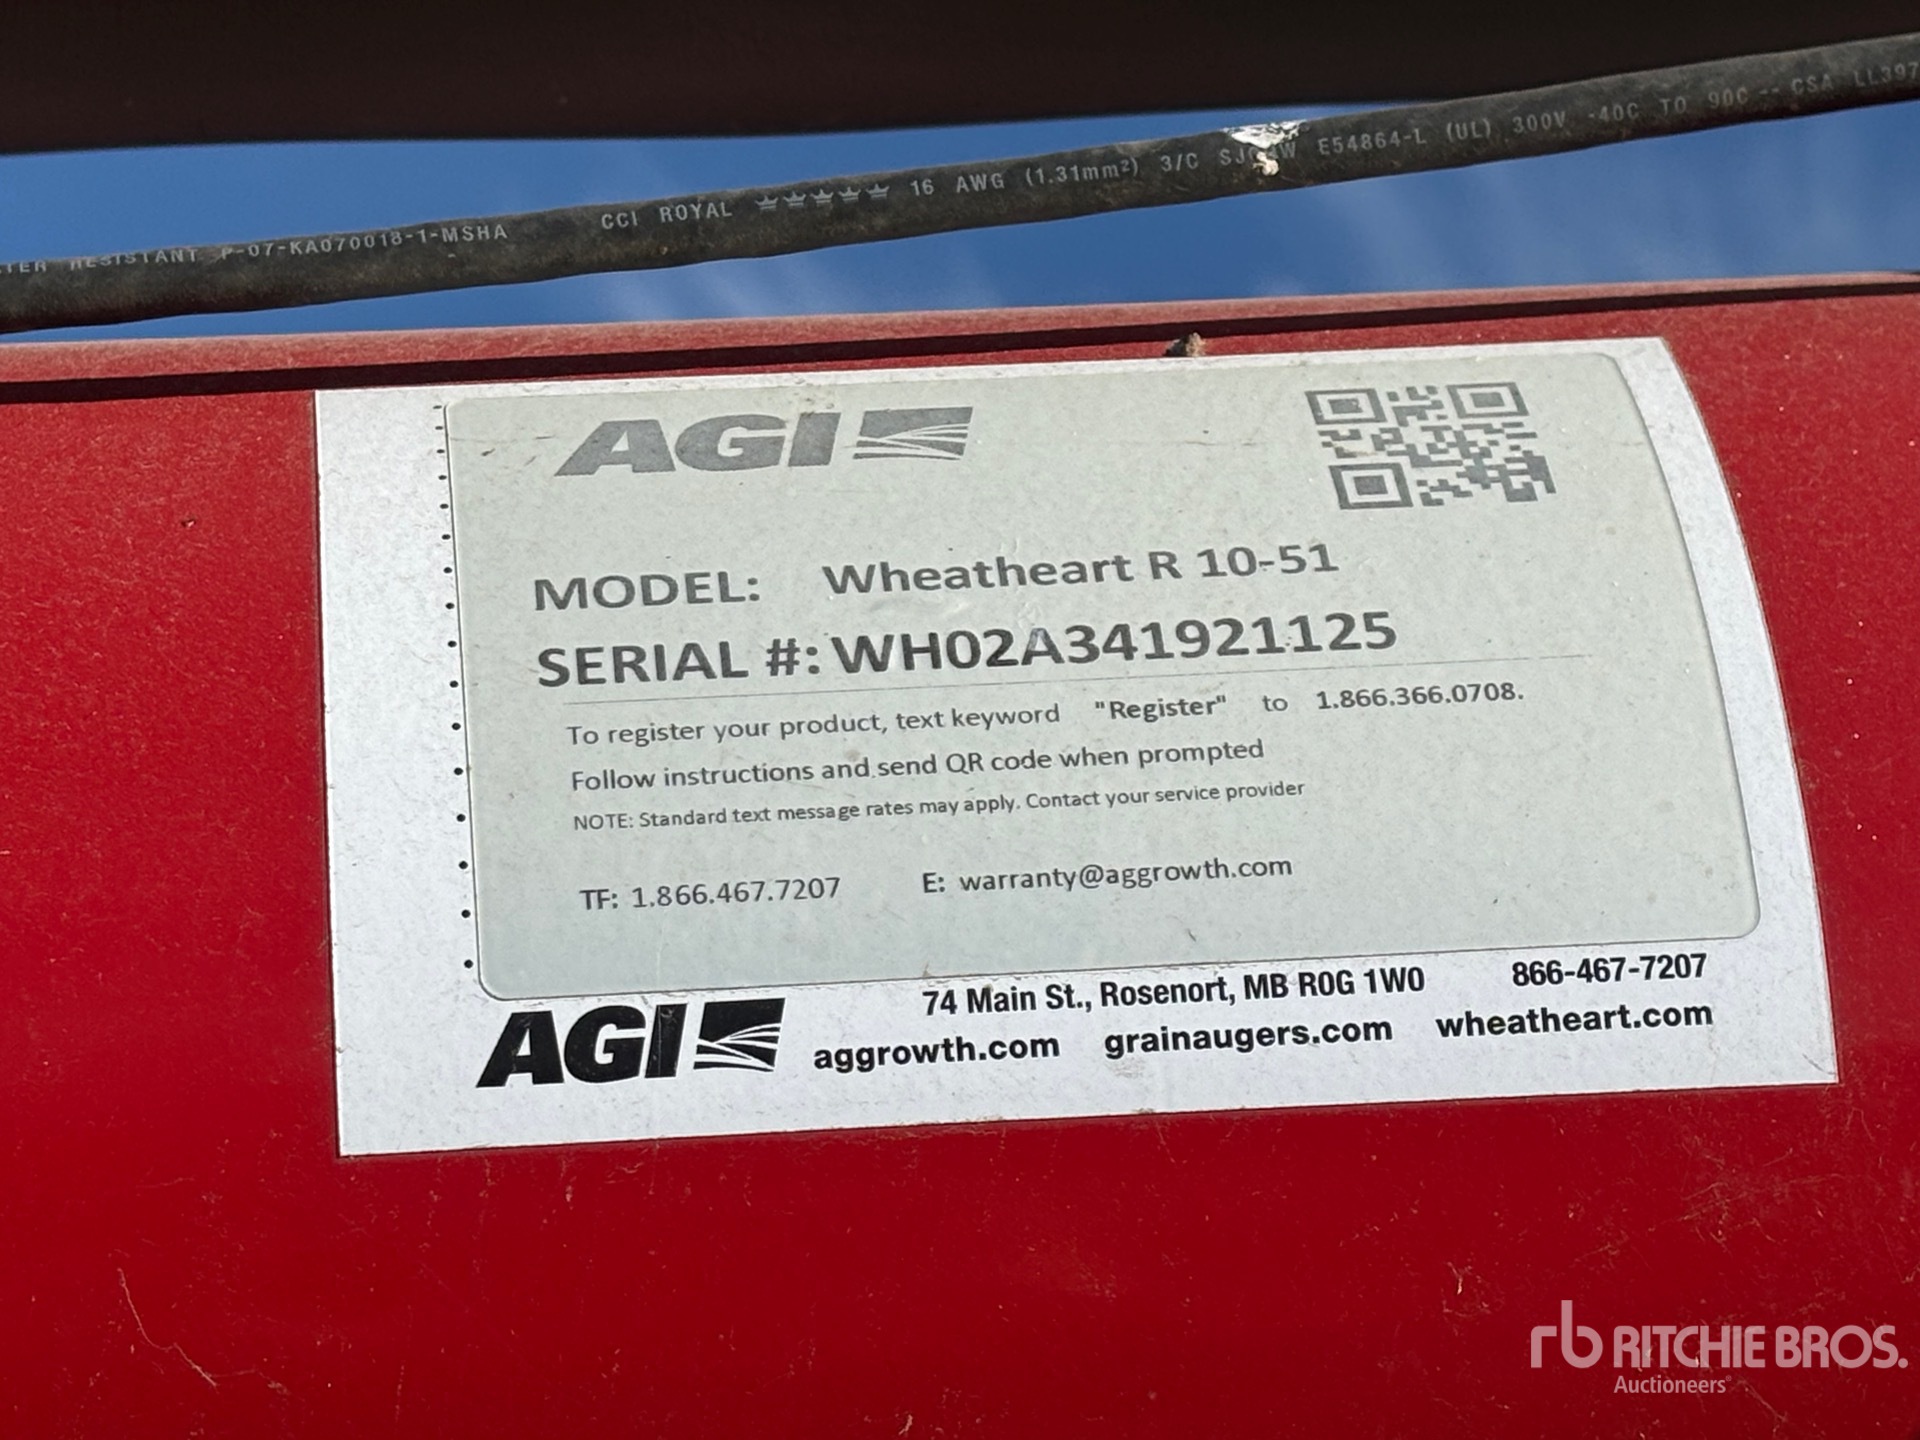 CSA LL397
16 AWG (1.31mm²) 3/C E54864-L (UL) 300V -40C TO 90C --
CCI ROYAL
RESISTANT P-07-KA070018-1-MSHA
AGI
MODEL: Wheatheart R 10-51
SERIAL #: WH02A341921125
To register your product, text keyword "Register" to 1.866.366.0708.
Follow instructions and send QR code when prompted
NOTE: Standard text message rates may apply. Contact your service provider
TF: 1.866.467.7207 E: warranty@aggrowth.com
AGI 74 Main St., Rosenort, MB R0G 1W0 866-467-7207
aggrowth.com grainaugers.com wheatheart.com
rb RITCHIE BROS.
Auctioneers